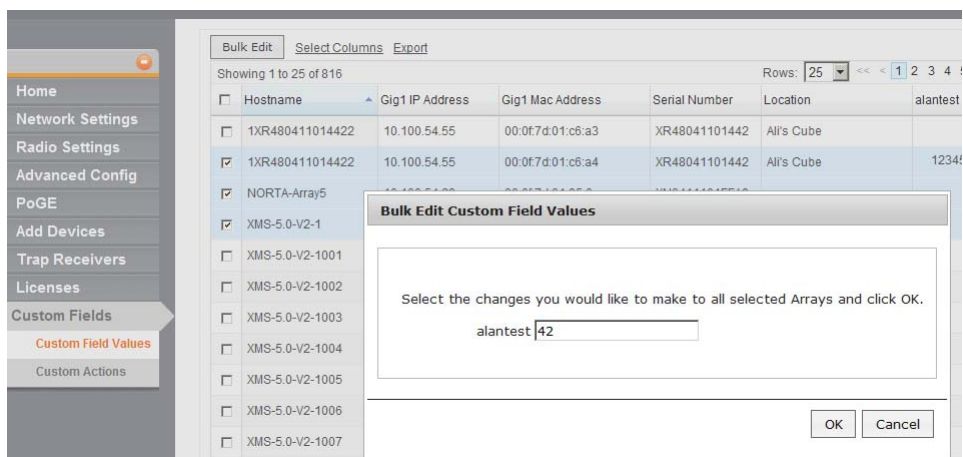 Bulk Edit Select Columns Export
Showing 1 to 25 of 816 Rows: 25 << < 1 2 3 4
Hostname Gig1 IP Address Gig1 Mac Address Serial Number Location alantest
1XR480411014422 10.100.54.55 00:0f:7d:01:c6:a3 XR48041101442 Ali's Cube
1XR480411014422 10.100.54.55 00:0f:7d:01:c6:a4 XR48041101442 Ali's Cube 12345
NORTA-Array5
XMS-5.0-V2-1
XMS-5.0-V2-1001
XMS-5.0-V2-1002
XMS-5.0-V2-1003
XMS-5.0-V2-1004
XMS-5.0-V2-1005
XMS-5.0-V2-1006
XMS-5.0-V2-1007
Home
Network Settings
Radio Settings
Advanced Config
PoGE
Add Devices
Trap Receivers
Licenses
Custom Fields
Custom Field Values
Custom Actions
Bulk Edit Custom Field Values
Select the changes you would like to make to all selected Arrays and click OK.
alantest 42
OK Cancel